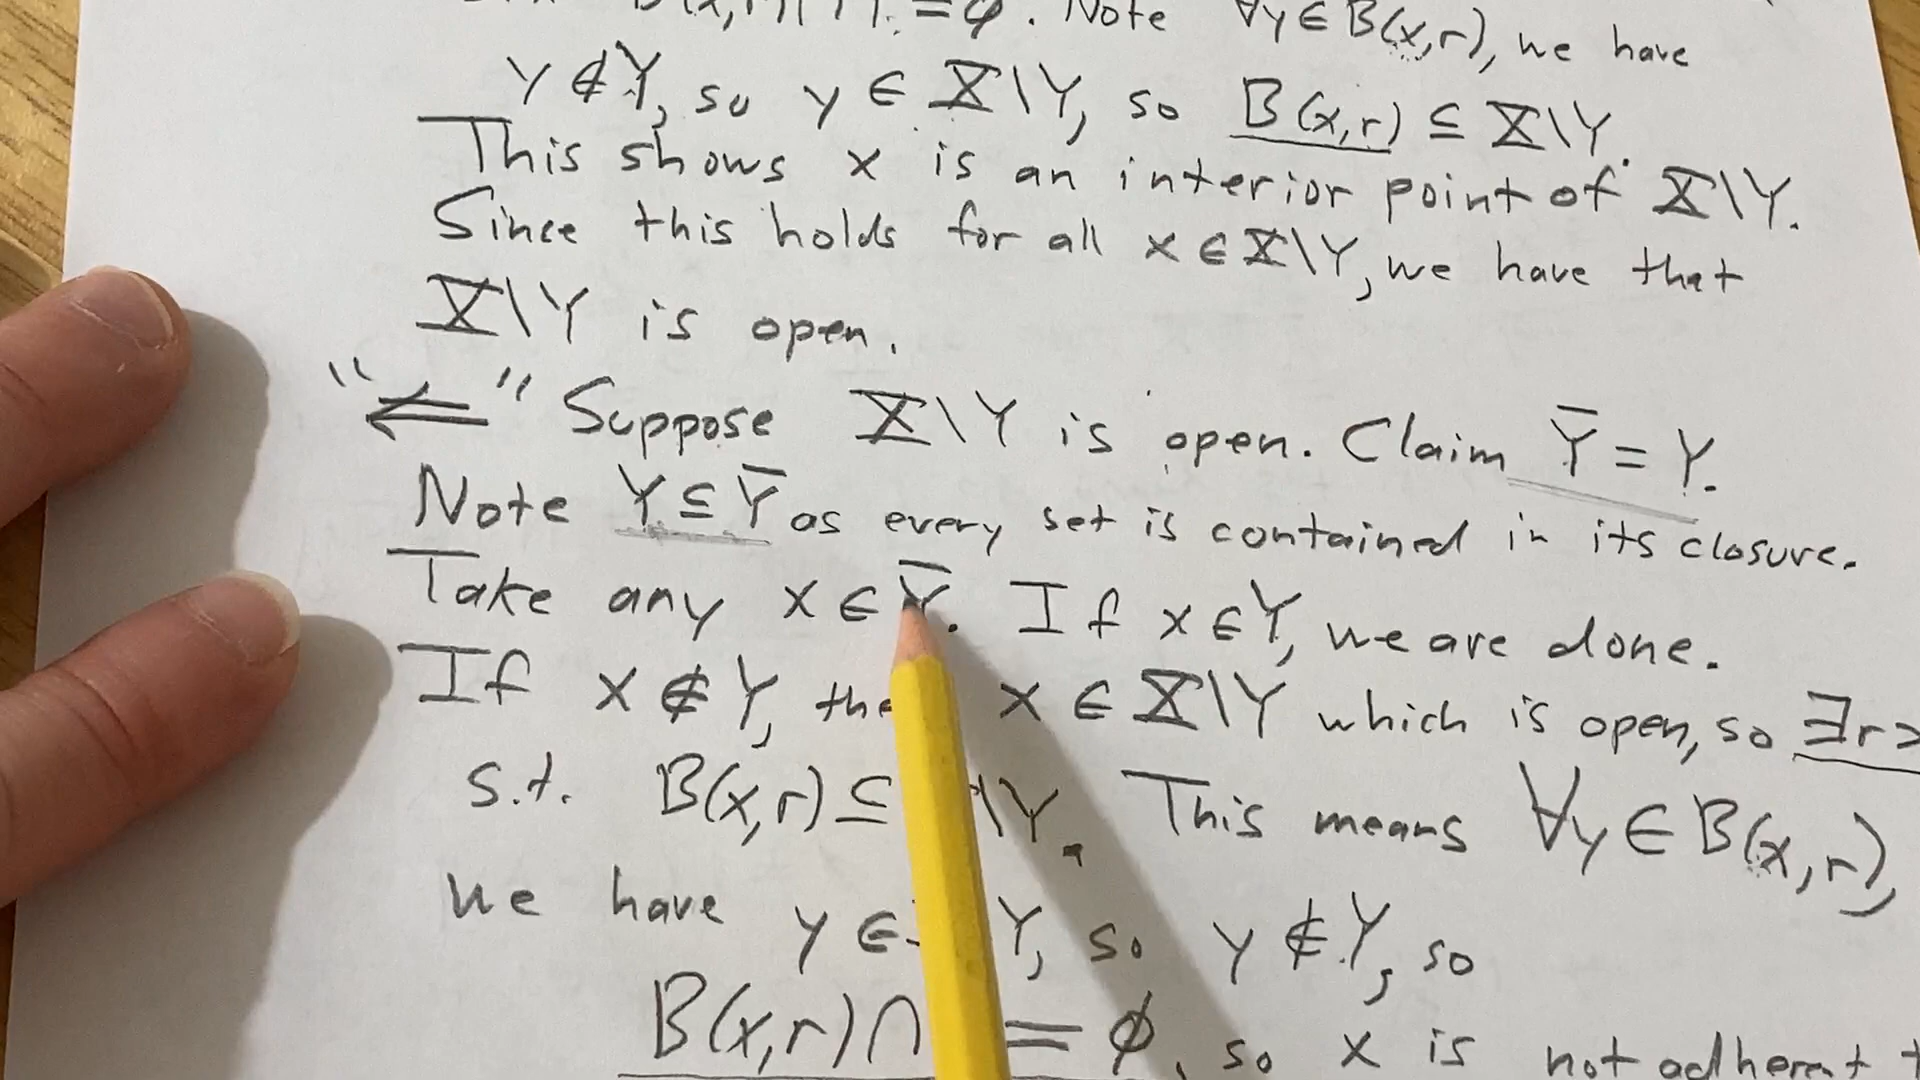 = ∅. Note ∀y ∈ B(x,r), we have
y ∉ Y, so y ∈ X\Y, so B(x,r) ⊆ X\Y.
This shows x is an interior point of X\Y.
Since this holds for all x ∈ X\Y, we have that
X\Y is open.
"⟸" Suppose X\Y is open. Claim Ȳ = Y.
Note Y ⊆ Ȳ as every set is contained in its closure.
Take any x ∈ Ȳ. If x ∈ Y, we are done.
If x ∉ Y, the x ∈ X\Y which is open, so ∃r >
s.t. B(x,r) ⊆ \Y. This means ∀y ∈ B(x,r),
we have y ∈ Y, so y ∉ Y, so
B(x,r) ∩ = ∅, so x is not adherent t